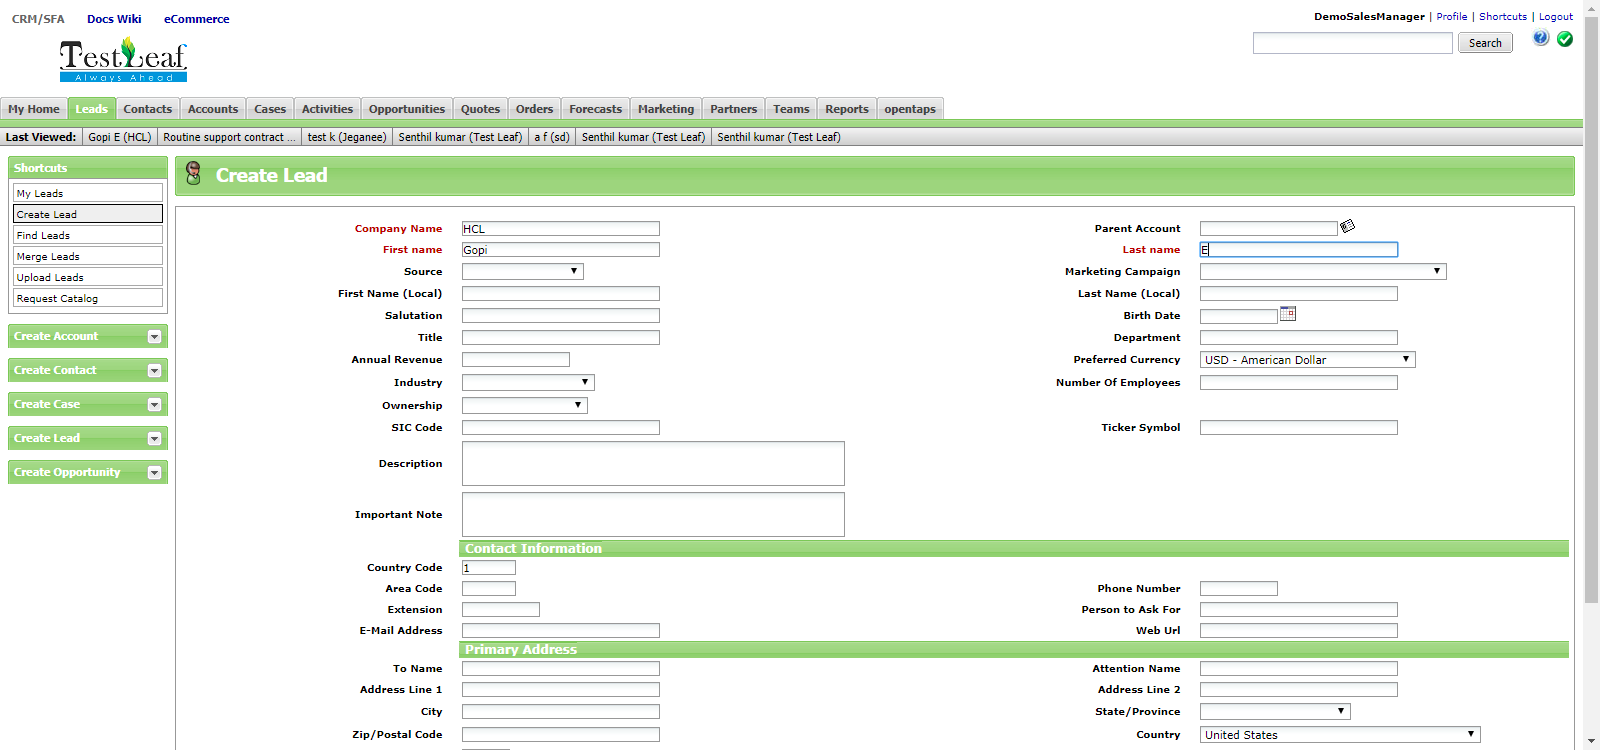 CRM/SFA Docs Wiki eCommerce
DemoSalesManager | Profile | Shortcuts | Logout
Search
TestLeaf
Always Ahead
My Home Leads Contacts Accounts Cases Activities Opportunities Quotes Orders Forecasts Marketing Partners Teams Reports opentaps
Last Viewed: Gopi E (HCL) Routine support contract ... test k (Jeganee) Senthil kumar (Test Leaf) a f (sd) Senthil kumar (Test Leaf) Senthil kumar (Test Leaf)
Shortcuts
My Leads
Create Lead
Find Leads
Merge Leads
Upload Leads
Request Catalog
Create Account
Create Contact
Create Case
Create Lead
Create Opportunity
Create Lead
Company Name HCL Parent Account
First name Gopi Last name E
Source Marketing Campaign
First Name (Local) Last Name (Local)
Salutation Birth Date
Title Department
Annual Revenue Preferred Currency USD - American Dollar
Industry Number Of Employees
Ownership
SIC Code Ticker Symbol
Description
Important Note
Contact Information
Country Code 1
Area Code Phone Number
Extension Person to Ask For
E-Mail Address Web Url
Primary Address
To Name Attention Name
Address Line 1 Address Line 2
City State/Province
Zip/Postal Code Country United States